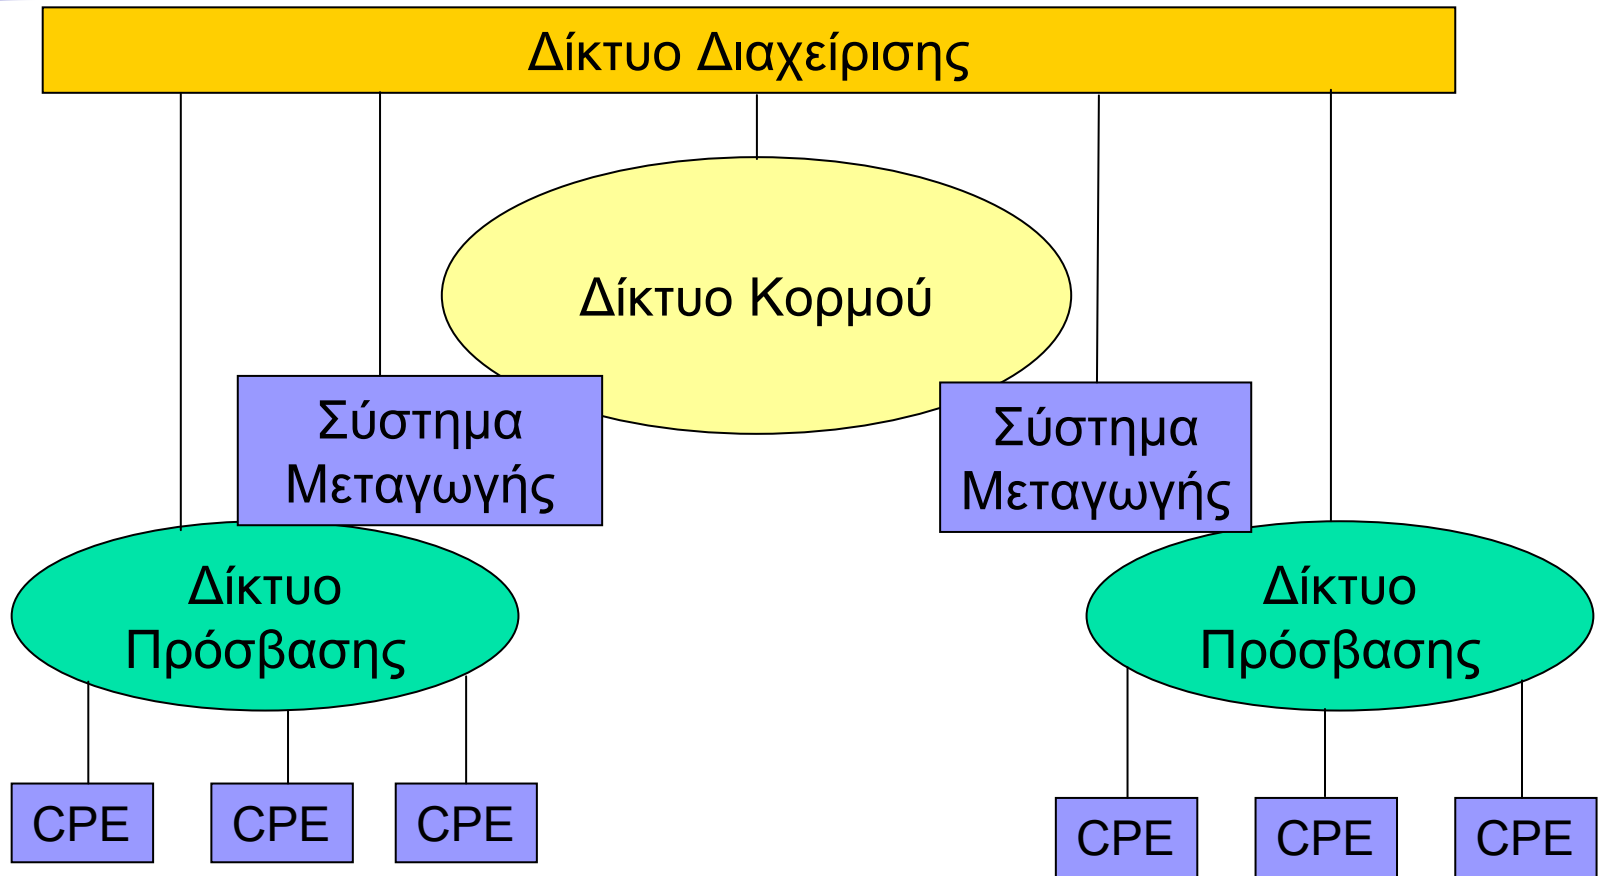 Δίκτυο Διαχείρισης
Δίκτυο Κορμού
Σύστημα
Μεταγωγής
Σύστημα
Μεταγωγής
Δίκτυο
Πρόσβασης
Δίκτυο
Πρόσβασης
CPE
CPE
CPE
CPE
CPE
CPE